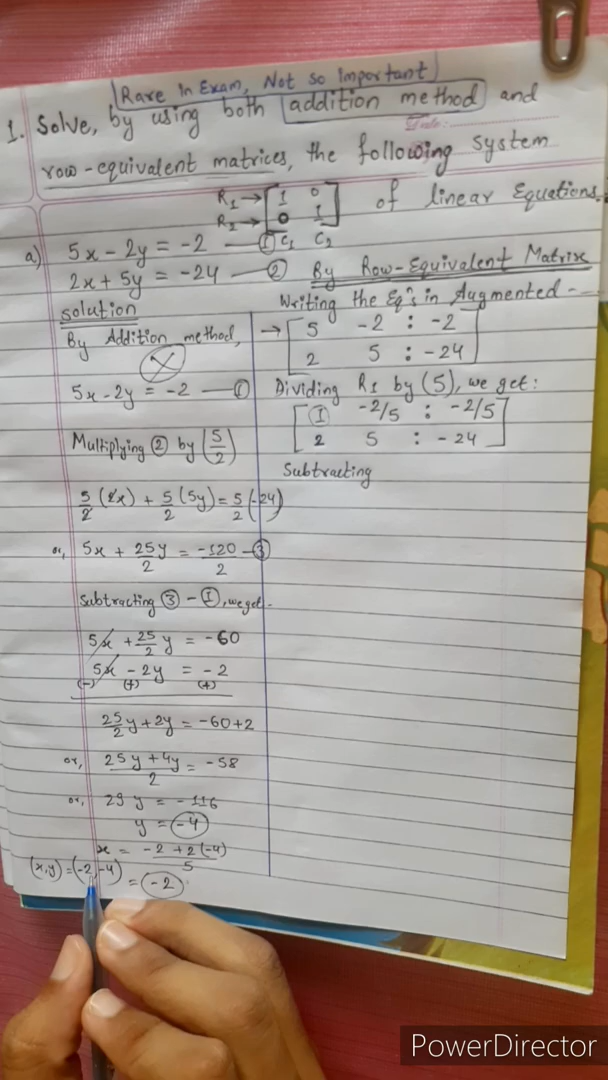 Rare In Exam, Not so important
1. Solve, by using both addition method and
Date:
row-equivalent matrices, the following system
of linear Equations.
R1 → [ 1 0
R2 → 0 1 ]
C1 C2
a) 5x - 2y = -2 — ①
2x + 5y = -24 — ②
solution
By Addition method,
5x - 2y = -2 — ①
Multiplying ② by (5/2)
5/2 (2x) + 5/2 (5y) = 5/2 (-24)
or, 5x + 25y/2 = -120/2 — ③
Subtracting ③ - ①, we get -
5x + 25/2 y = -60
5x - 2y = -2
(-) (+) (+)
25/2 y + 2y = -60 + 2
or, 25y + 4y / 2 = -58
or, 29 y = -116
y = -4
x = -2 + 2(-4) / 5
= -2
(x,y) = (-2, -4)
By Row-Equivalent Matrix
Writing the Eqns in Augmented -
→ [ 5 -2 : -2
2 5 : -24 ]
Dividing R1 by (5), we get:
[ 1 -2/5 : -2/5
2 5 : -24 ]
Subtracting
PowerDirector